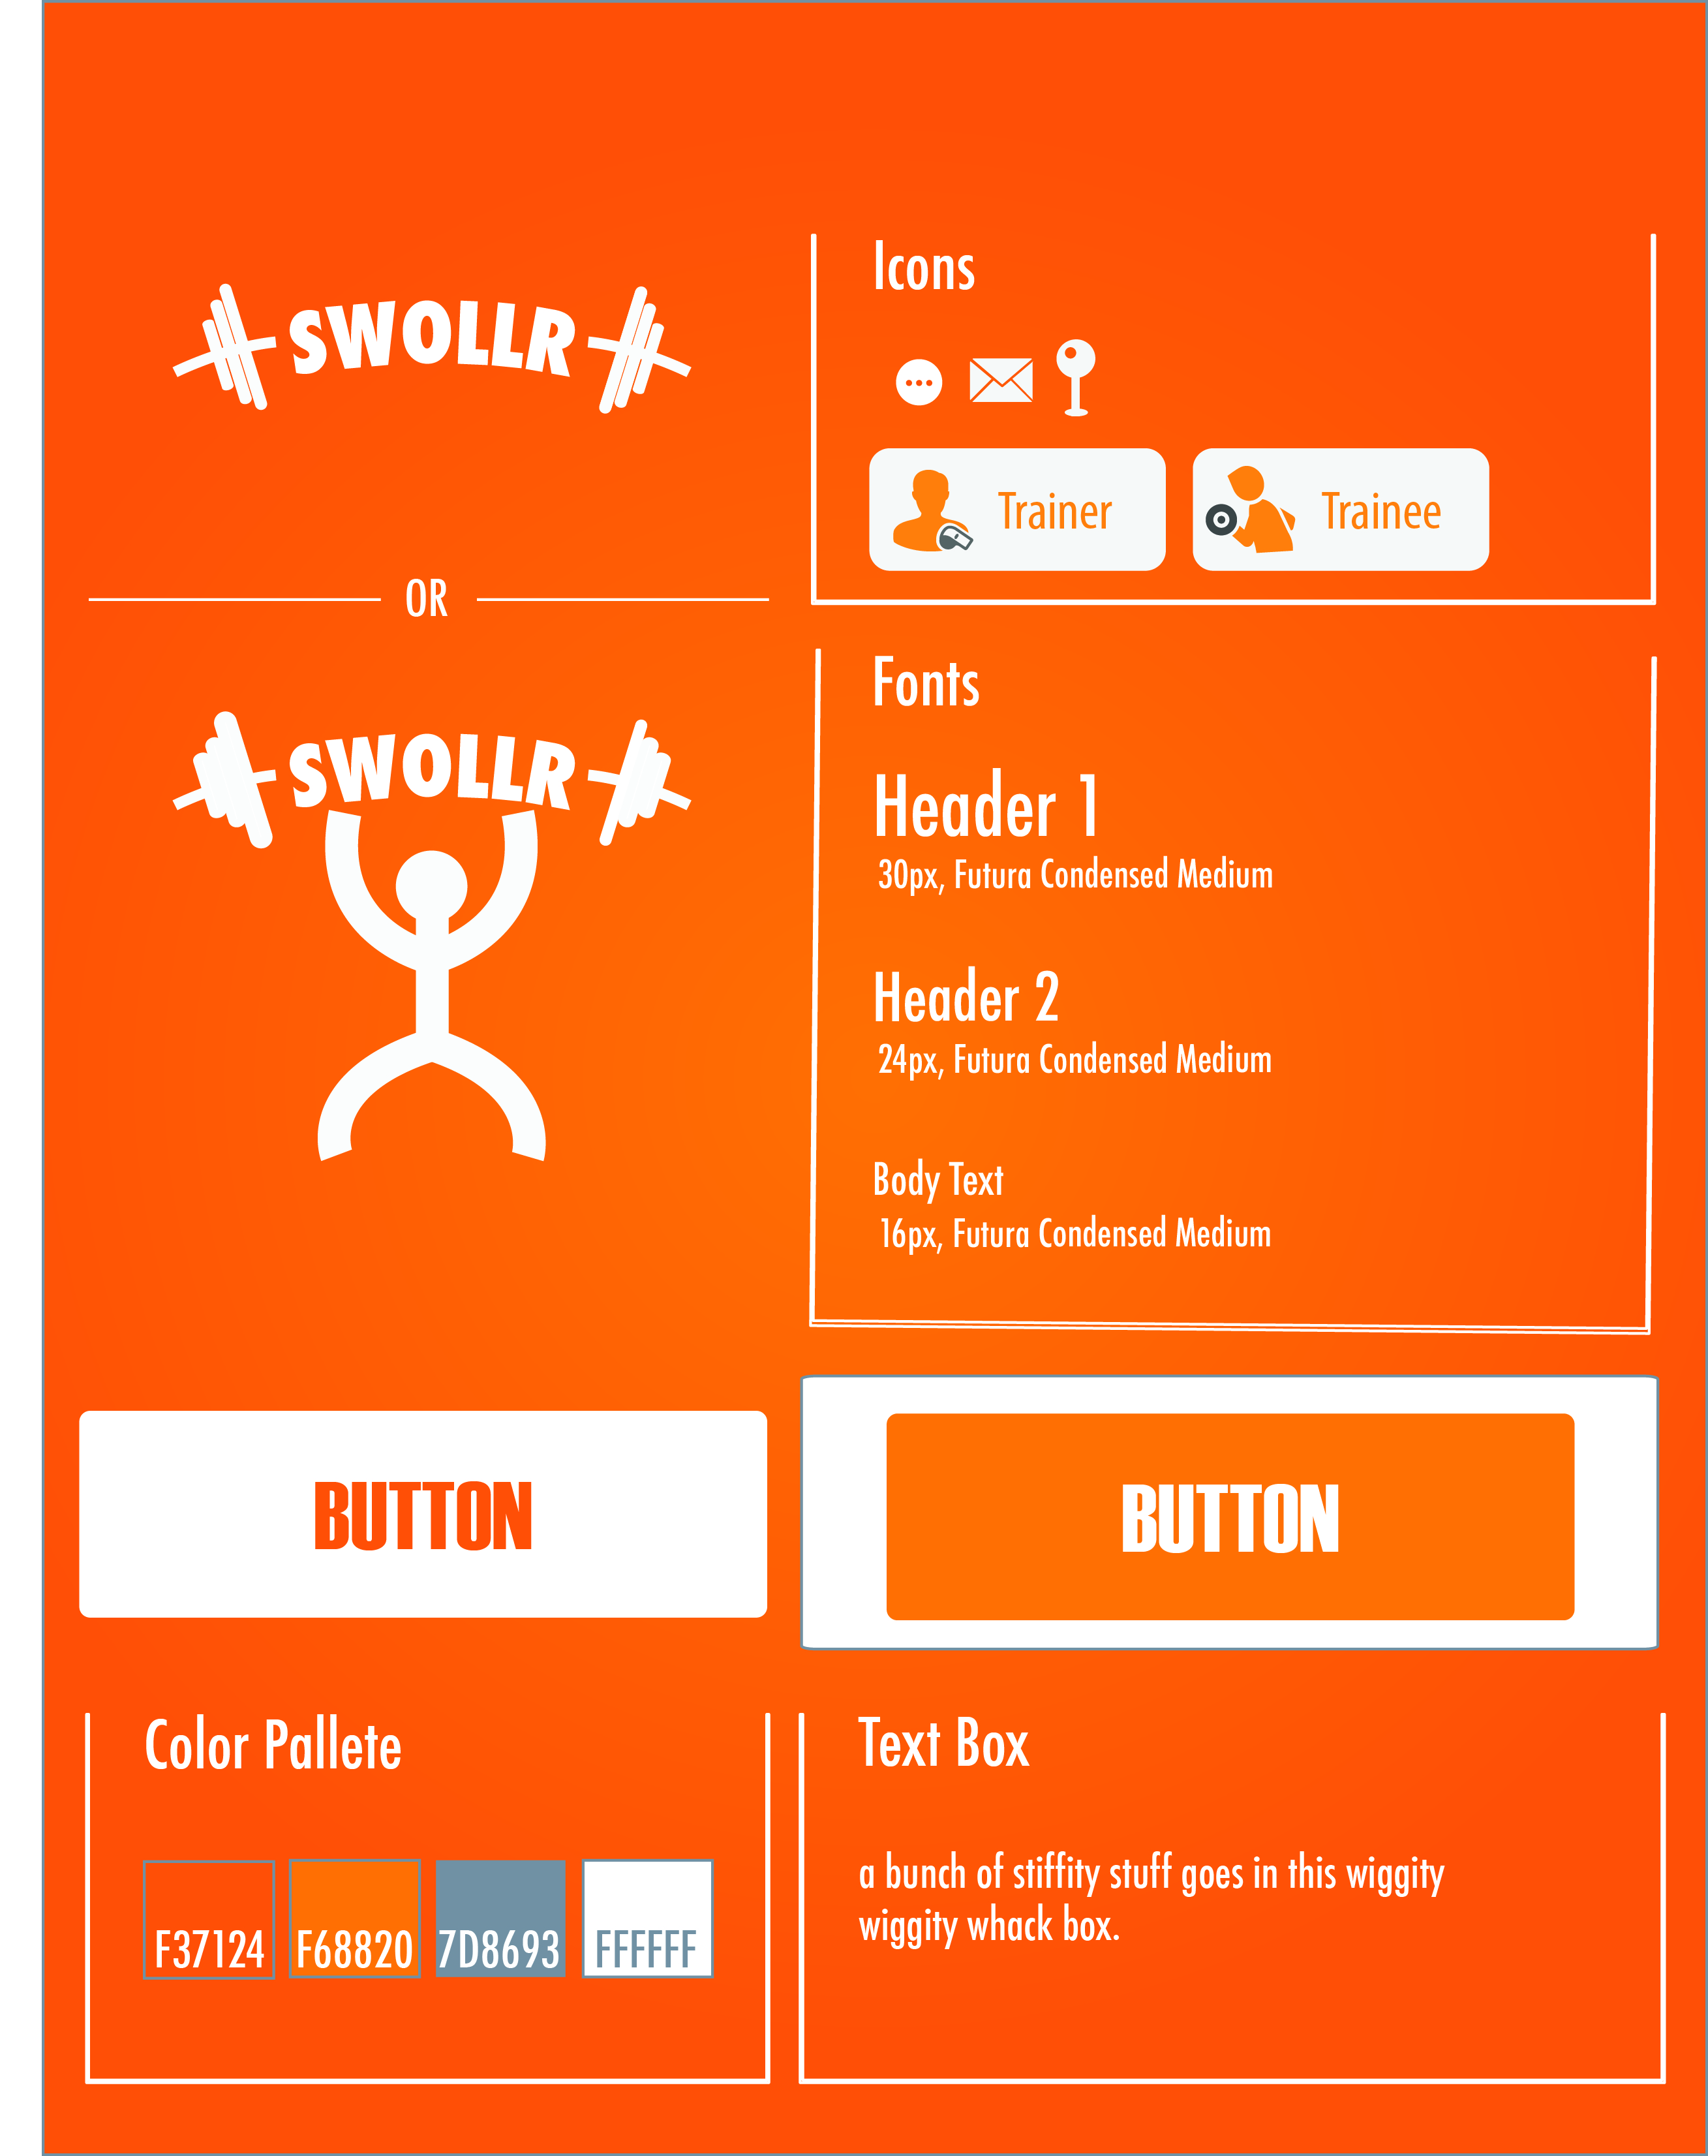 SWOLLR
OR
SWOLLR
Icons
Trainer
Trainee
Fonts
Header 1
30px, Futura Condensed Medium
Header 2
24px, Futura Condensed Medium
Body Text
16px, Futura Condensed Medium
BUTTON
BUTTON
Color Pallete
F37124
F68820
7D8693
FFFFFF
Text Box
a bunch of stiffity stuff goes in this wiggity
wiggity whack box.